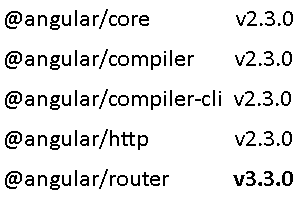 @angular/core v2.3.0
@angular/compiler v2.3.0
@angular/compiler-cli v2.3.0
@angular/http v2.3.0
@angular/router v3.3.0